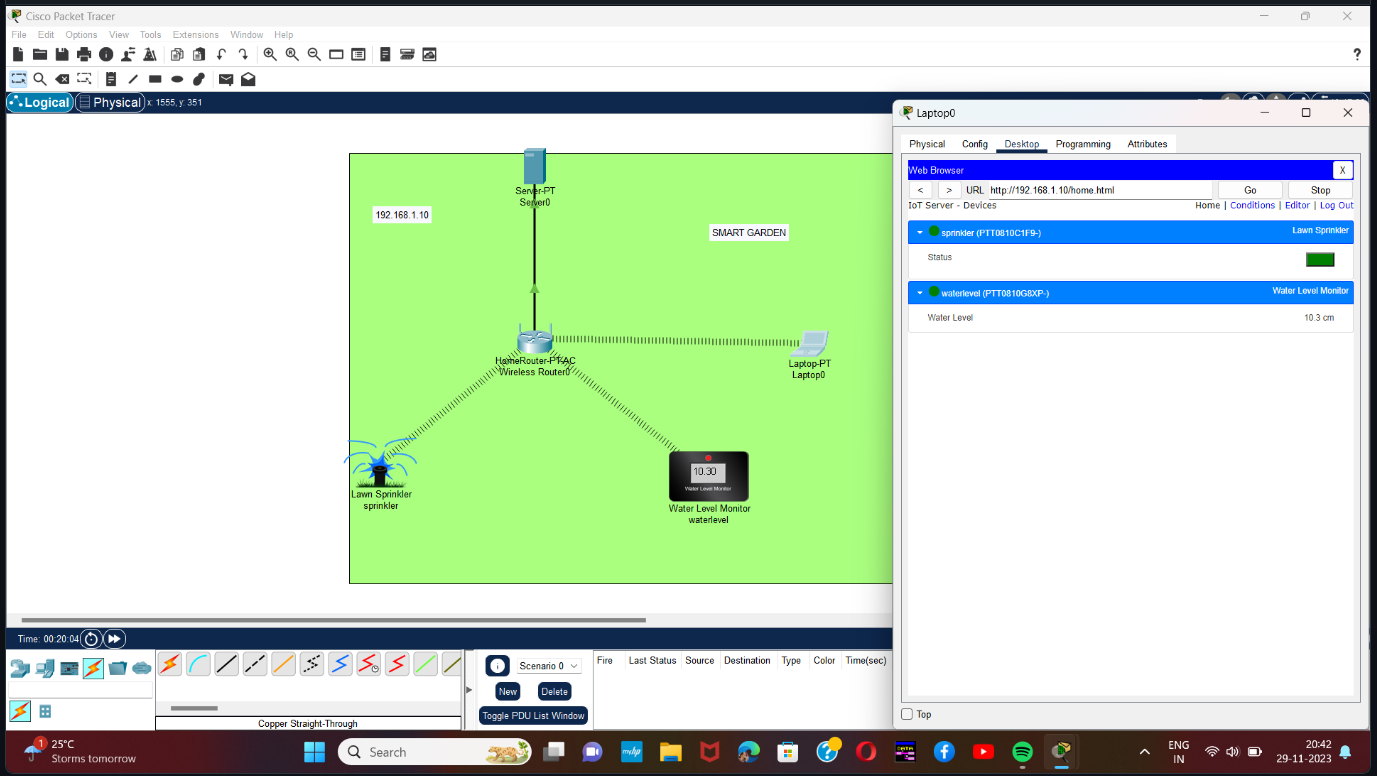 Cisco Packet Tracer
File Edit Options View Tools Extensions Window Help
?
Logical Physical x: 1555, y: 351
192.168.1.10
Server-PT
Server0
SMART GARDEN
HomeRouter-PT-AC
Wireless Router0
Laptop-PT
Laptop0
Lawn Sprinkler
sprinkler
10.30
Water Level Monitor
Water Level Monitor
waterlevel
Laptop0
Physical Config Desktop Programming Attributes
Web Browser X
< > URL http://192.168.1.10/home.html Go Stop
IoT Server - Devices Home | Conditions | Editor | Log Out
sprinkler (PTT0810C1F9-) Lawn Sprinkler
Status
waterlevel (PTT0810G8XP-) Water Level Monitor
Water Level 10.3 cm
Top
Time: 00:20:04
Scenario 0
New Delete
Toggle PDU List Window
Fire Last Status Source Destination Type Color Time(sec)
Copper Straight-Through
1
25°C
Storms tomorrow
Search
ENG
IN
20:42
29-11-2023